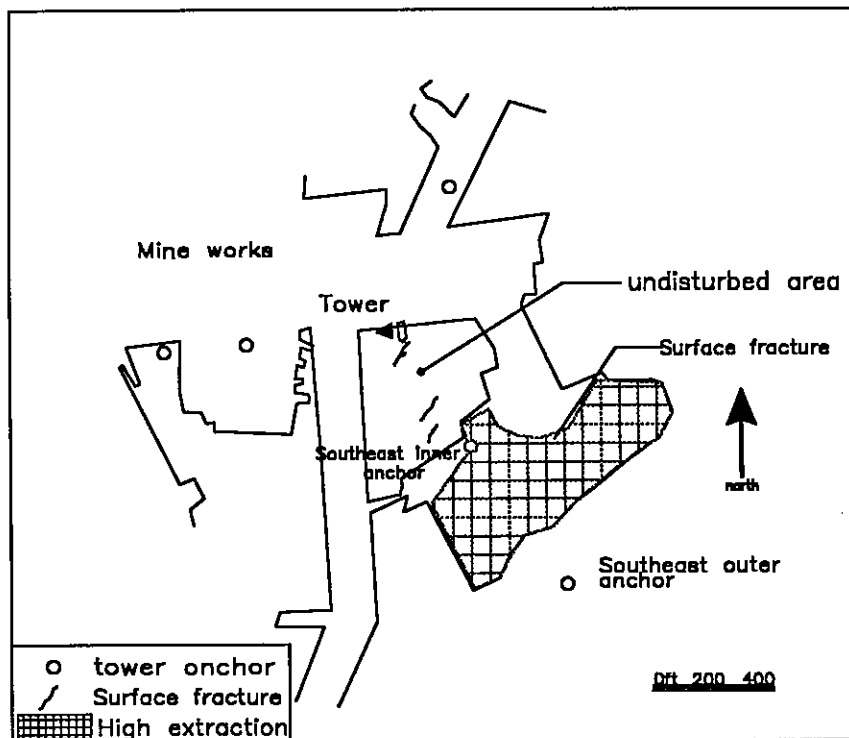 Mine works
Tower
undisturbed area
Surface fracture
Southeast inner
anchor
north
Southeast outer
anchor
0ft 200 400
tower anchor
Surface fracture
High extraction